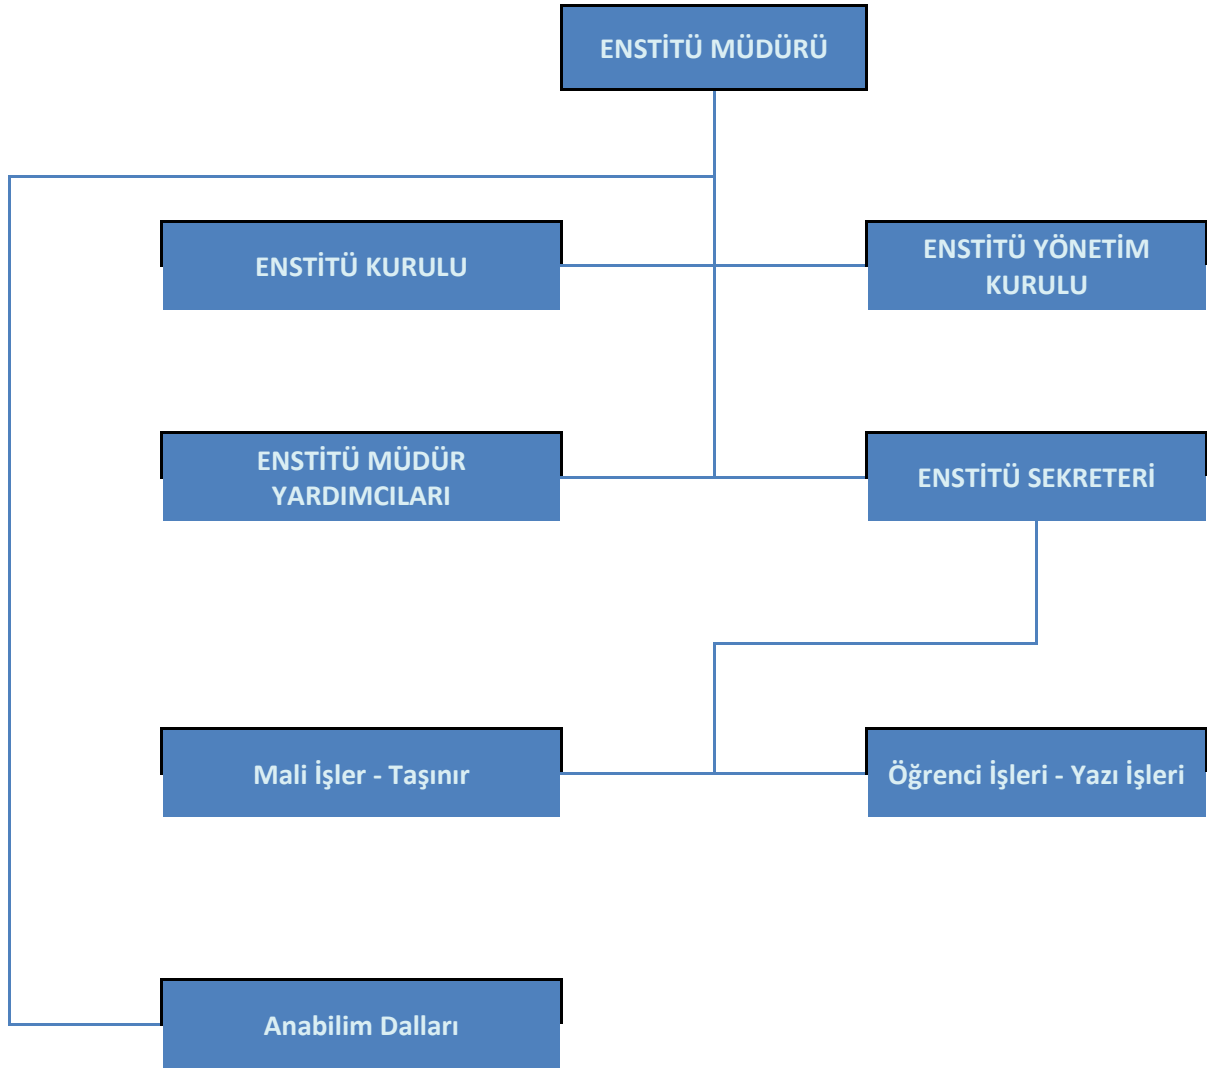 ENSTİTÜ MÜDÜRÜ
ENSTİTÜ KURULU
ENSTİTÜ YÖNETİM
KURULU
ENSTİTÜ MÜDÜR
YARDIMCILARI
ENSTİTÜ SEKRETERİ
Mali İşler - Taşınır
Öğrenci İşleri - Yazı İşleri
Anabilim Dalları